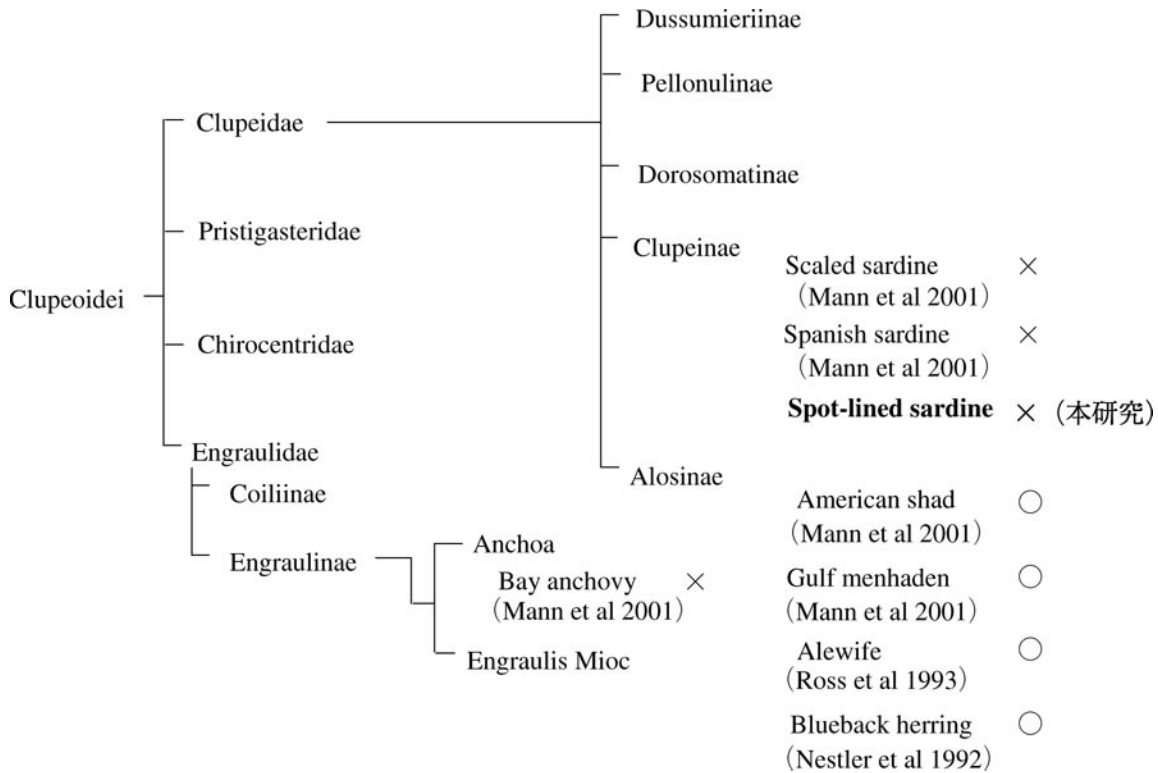 Dussumieriinae
Pellonulinae
Clupeidae
Dorosomatinae
Pristigasteridae
Clupeinae
Scaled sardine ×
(Mann et al 2001)
Clupeoidei
Spanish sardine ×
(Mann et al 2001)
Chirocentridae
Spot-lined sardine × (本研究)
Engraulidae
Alosinae
Coiliinae
American shad ○
(Mann et al 2001)
Engraulinae
Anchoa
Bay anchovy ×
(Mann et al 2001)
Gulf menhaden ○
(Mann et al 2001)
Engraulis Mioc
Alewife ○
(Ross et al 1993)
Blueback herring ○
(Nestler et al 1992)